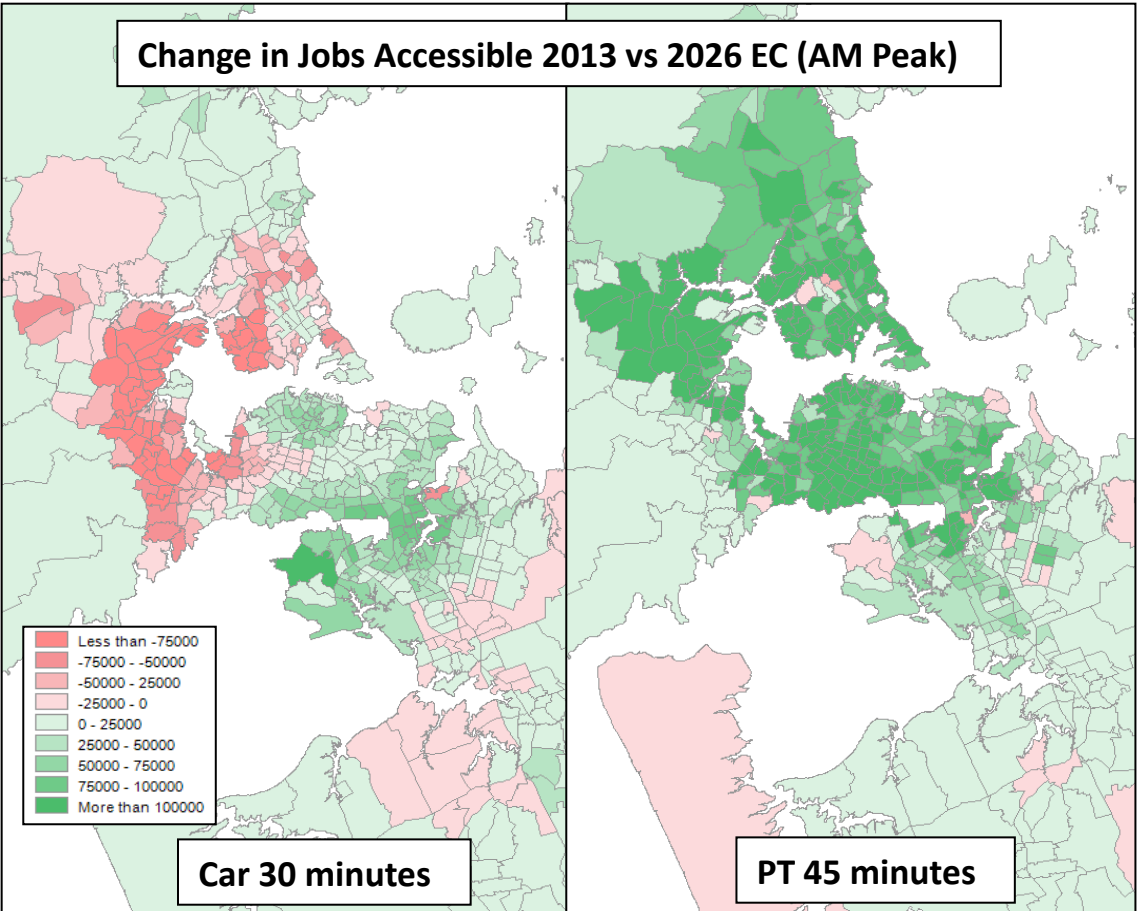 Change in Jobs Accessible 2013 vs 2026 EC (AM Peak)
Less than -75000
-75000 - -50000
-50000 - 25000
-25000 - 0
0 - 25000
25000 - 50000
50000 - 75000
75000 - 100000
More than 100000
Car 30 minutes
PT 45 minutes